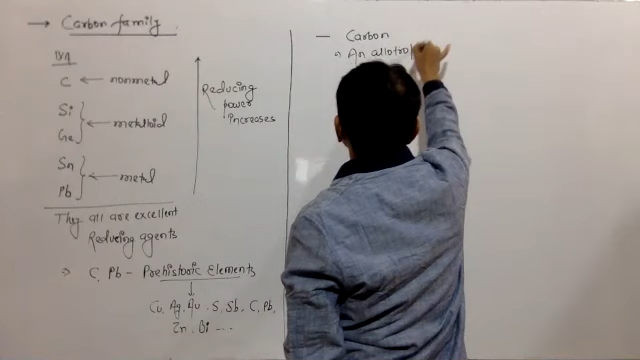 → Carbon family
IVA
C ← nonmetal
Si
Ge ← metalloid
Sn
Pb ← metal
Reducing
power
increases
They all are excellent
Reducing agents
C, Pb – Prehistoric Elements
↓
Cu, Ag, Au, S, Sb, C, Pb,
Zn, Bi ...
– Carbon
An allotrop